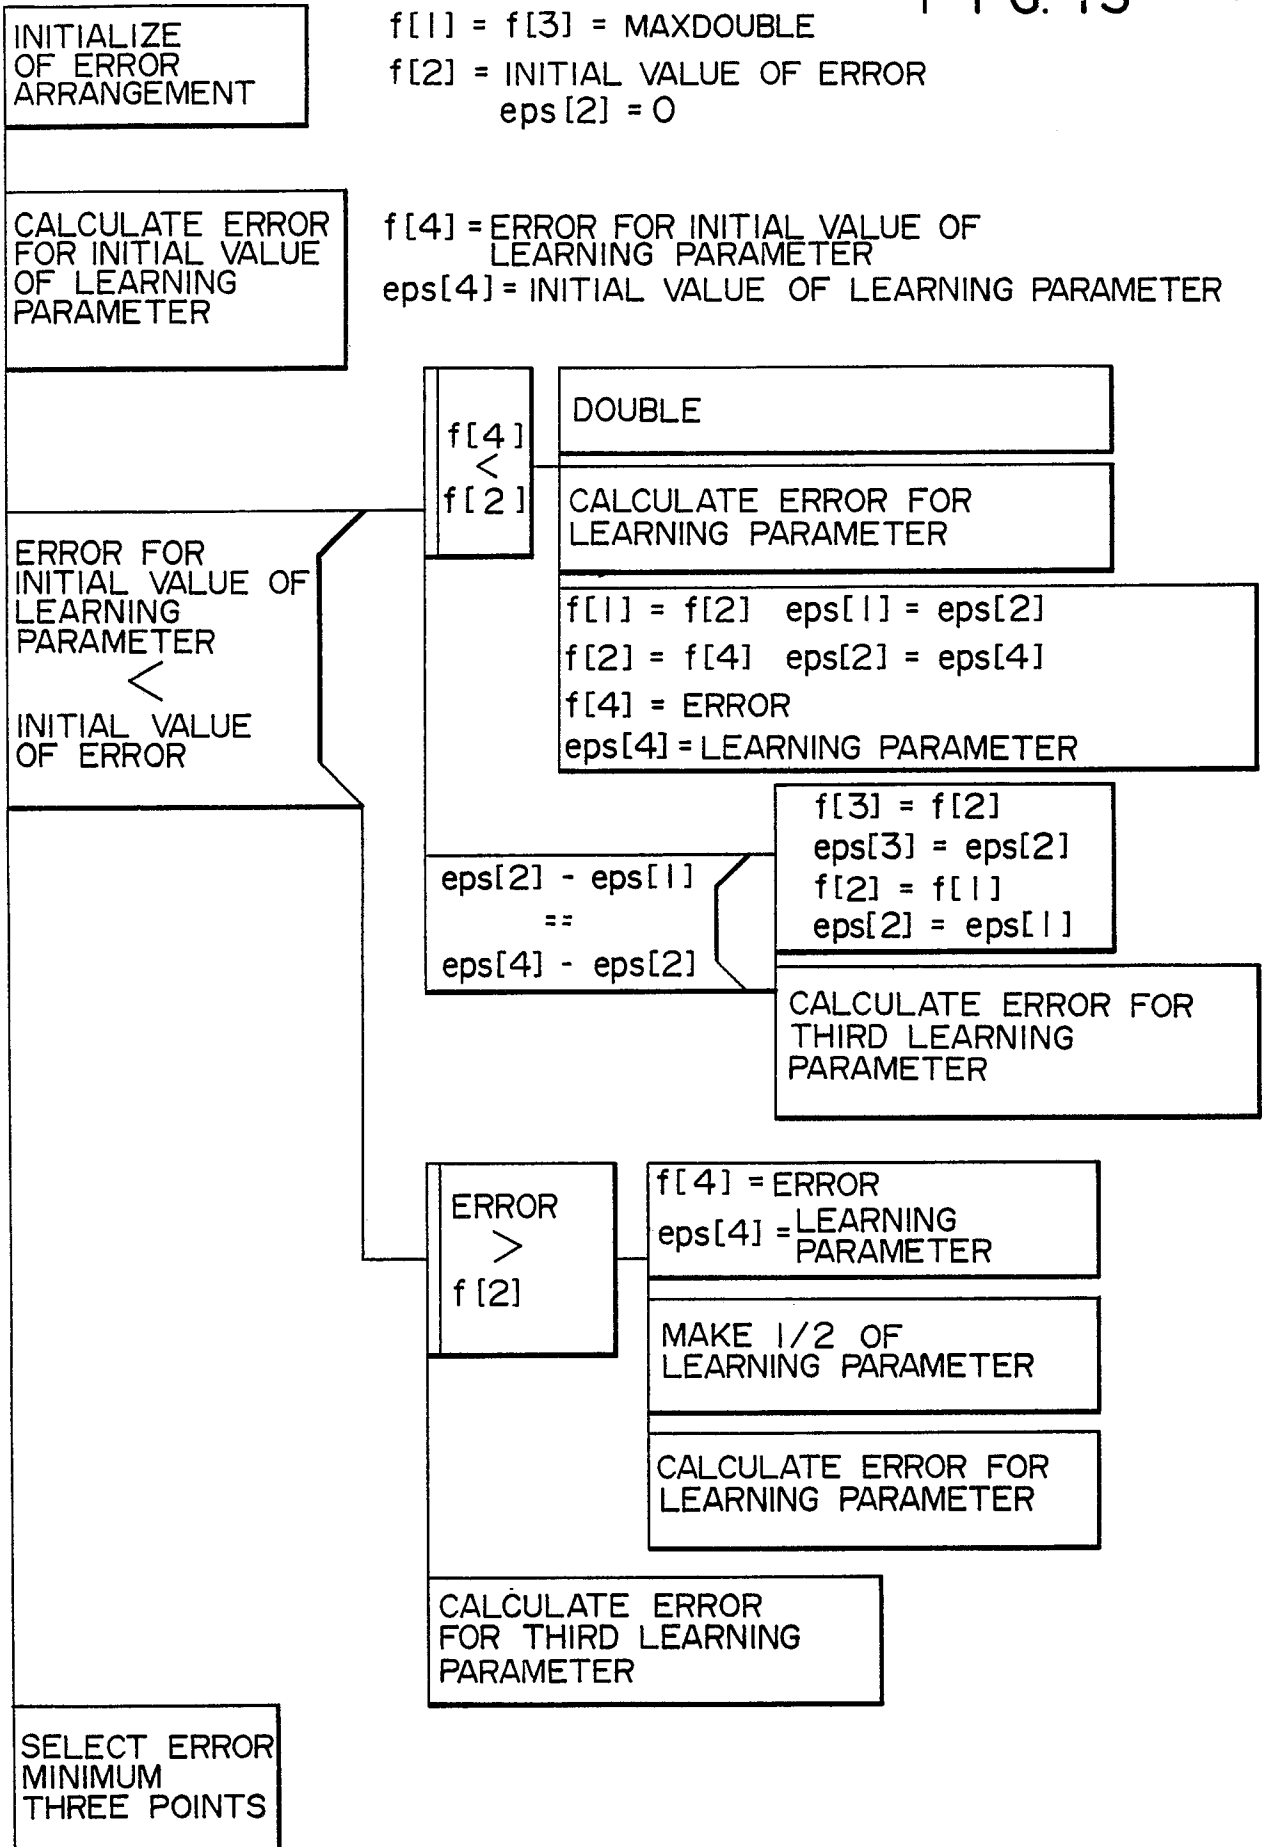 FIG. 13
INITIALIZE
OF ERROR
ARRANGEMENT
f[1] = f[3] = MAXDOUBLE
f[2] = INITIAL VALUE OF ERROR
eps[2] = 0
CALCULATE ERROR
FOR INITIAL VALUE
OF LEARNING
PARAMETER
f[4] = ERROR FOR INITIAL VALUE OF
LEARNING PARAMETER
eps[4] = INITIAL VALUE OF LEARNING PARAMETER
ERROR FOR
INITIAL VALUE OF
LEARNING
PARAMETER
<
INITIAL VALUE
OF ERROR
f[4]
<
f[2]
DOUBLE
CALCULATE ERROR FOR
LEARNING PARAMETER
f[1] = f[2] eps[1] = eps[2]
f[2] = f[4] eps[2] = eps[4]
f[4] = ERROR
eps[4] = LEARNING PARAMETER
eps[2] - eps[1]
==
eps[4] - eps[2]
f[3] = f[2]
eps[3] = eps[2]
f[2] = f[1]
eps[2] = eps[1]
CALCULATE ERROR FOR
THIRD LEARNING
PARAMETER
ERROR
>
f[2]
f[4] = ERROR
eps[4] = LEARNING
PARAMETER
MAKE 1/2 OF
LEARNING PARAMETER
CALCULATE ERROR FOR
LEARNING PARAMETER
CALCULATE ERROR
FOR THIRD LEARNING
PARAMETER
SELECT ERROR
MINIMUM
THREE POINTS